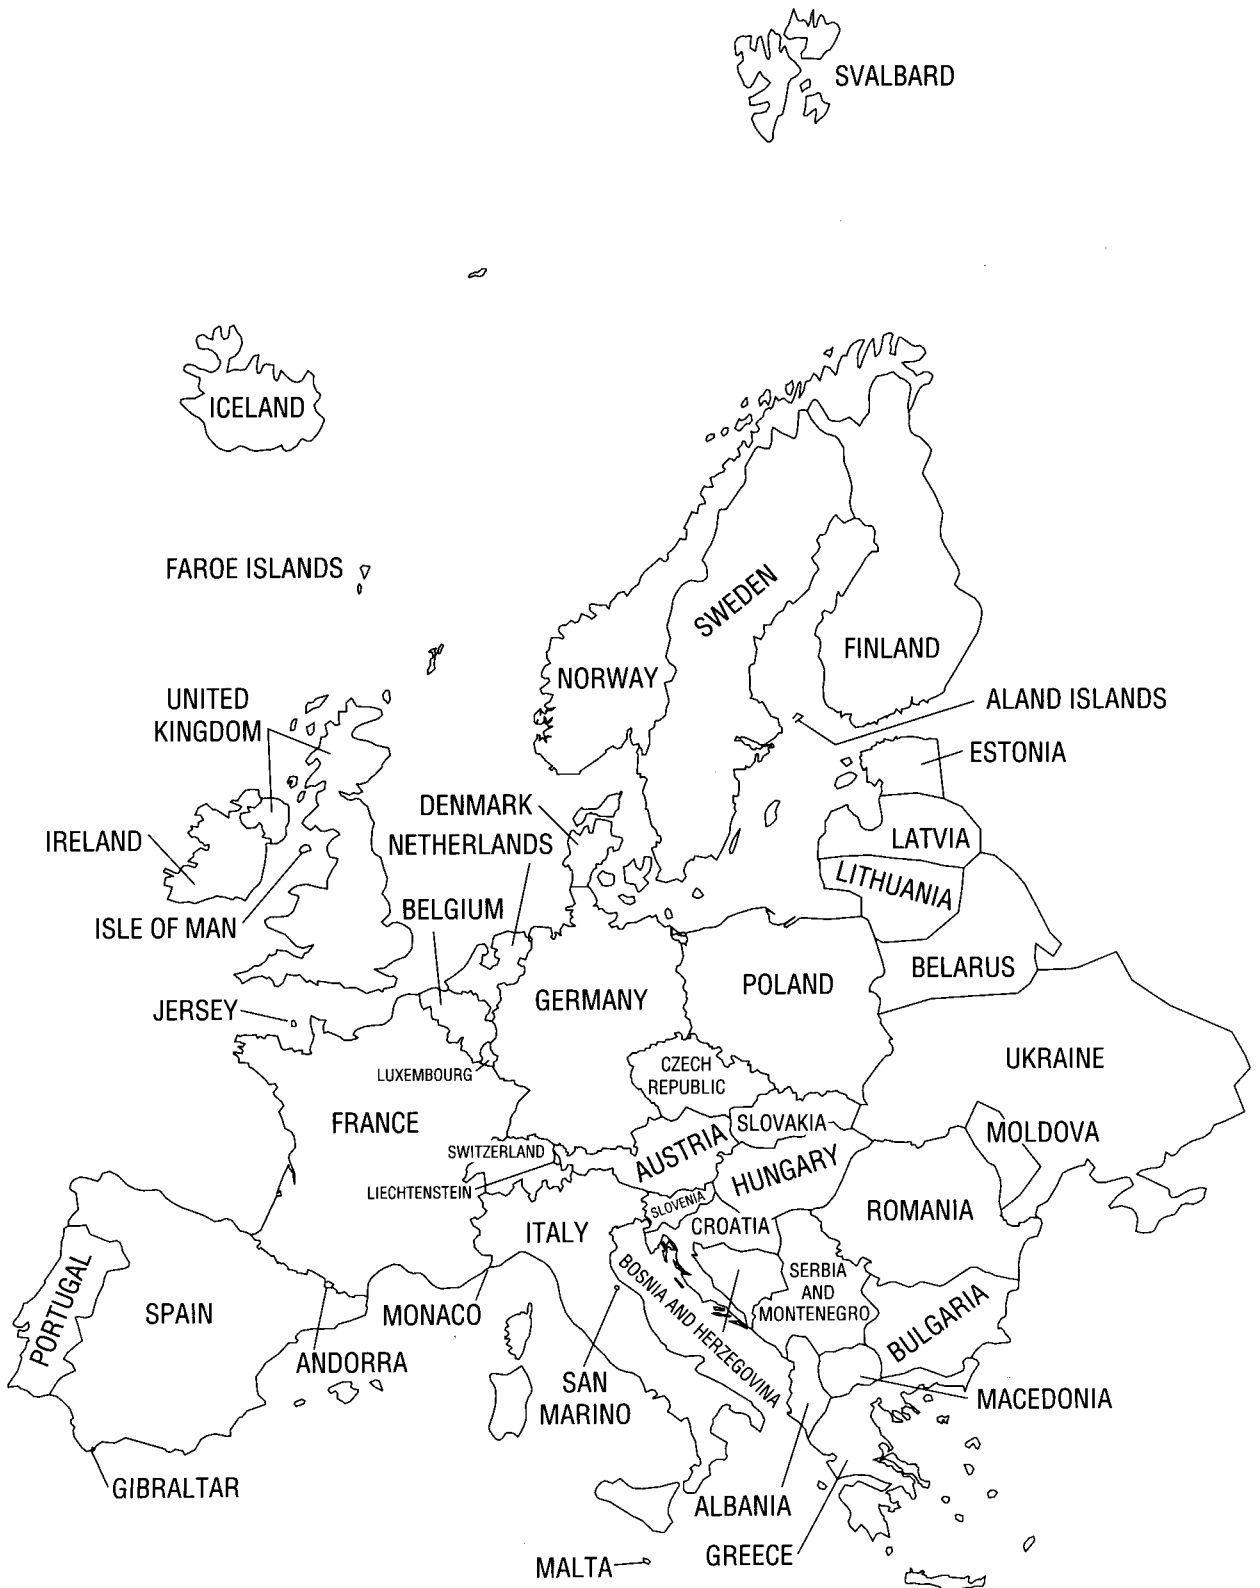 SVALBARD
ICELAND
FAROE ISLANDS
SWEDEN
FINLAND
NORWAY
UNITED
KINGDOM
ALAND ISLANDS
ESTONIA
DENMARK
NETHERLANDS
IRELAND
LATVIA
LITHUANIA
BELGIUM
ISLE OF MAN
BELARUS
POLAND
GERMANY
JERSEY
UKRAINE
CZECH
REPUBLIC
LUXEMBOURG
FRANCE
SLOVAKIA
MOLDOVA
AUSTRIA
SWITZERLAND
HUNGARY
LIECHTENSTEIN
SLOVENIA
ROMANIA
CROATIA
ITALY
BOSNIA AND HERZEGOVINA
SERBIA
AND
MONTENEGRO
PORTUGAL
SPAIN
MONACO
BULGARIA
ANDORRA
SAN
MARINO
MACEDONIA
GIBRALTAR
ALBANIA
GREECE
MALTA